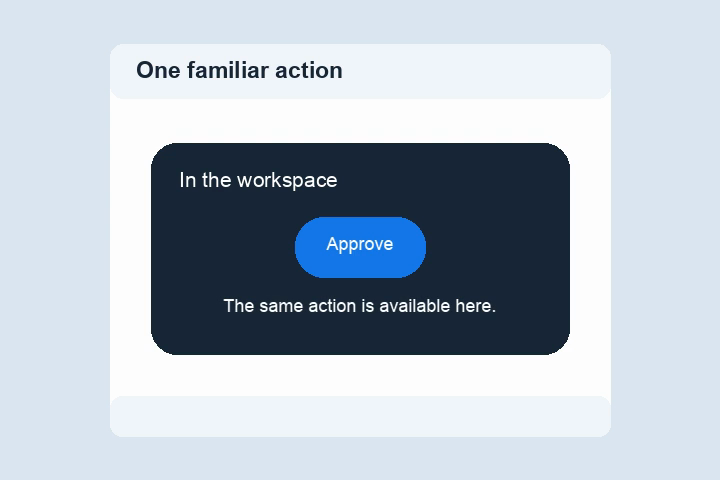 One familiar action
In the workspace
Approve
The same action is available here.